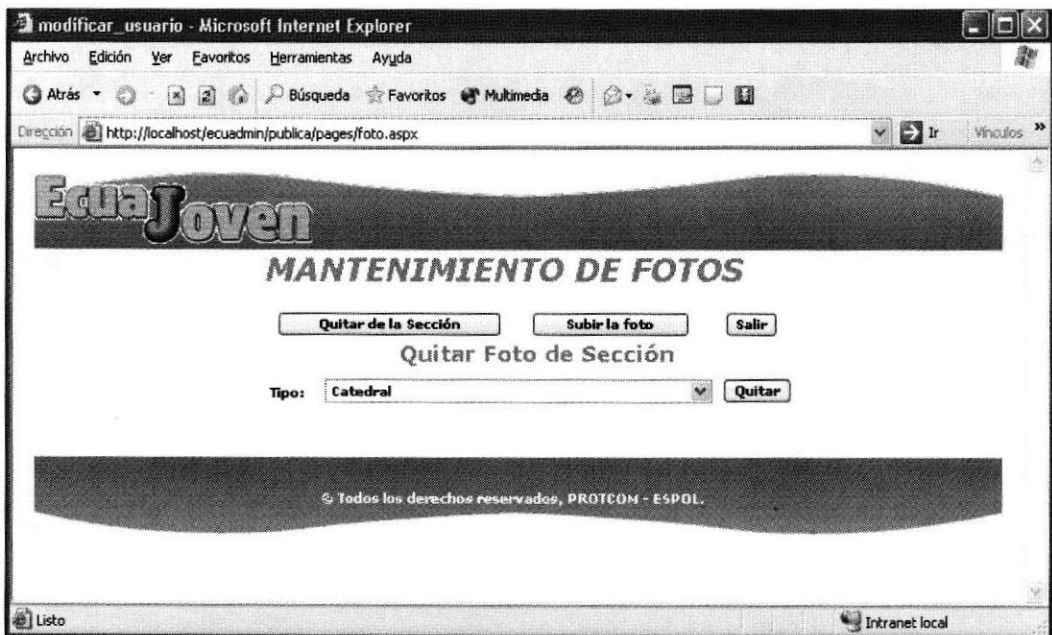 modificar_usuario - Microsoft Internet Explorer
Archivo Edición Ver Favoritos Herramientas Ayuda
Atrás Búsqueda Favoritos Multimedia
Dirección http://localhost/ecuadmin/publica/pages/foto.aspx Ir Vínculos »
EcuaJoven
MANTENIMIENTO DE FOTOS
Quitar de la Sección Subir la foto Salir
Quitar Foto de Sección
Tipo: Catedral Quitar
© Todos los derechos reservados, PROTCOM - ESPOL.
Listo Intranet local